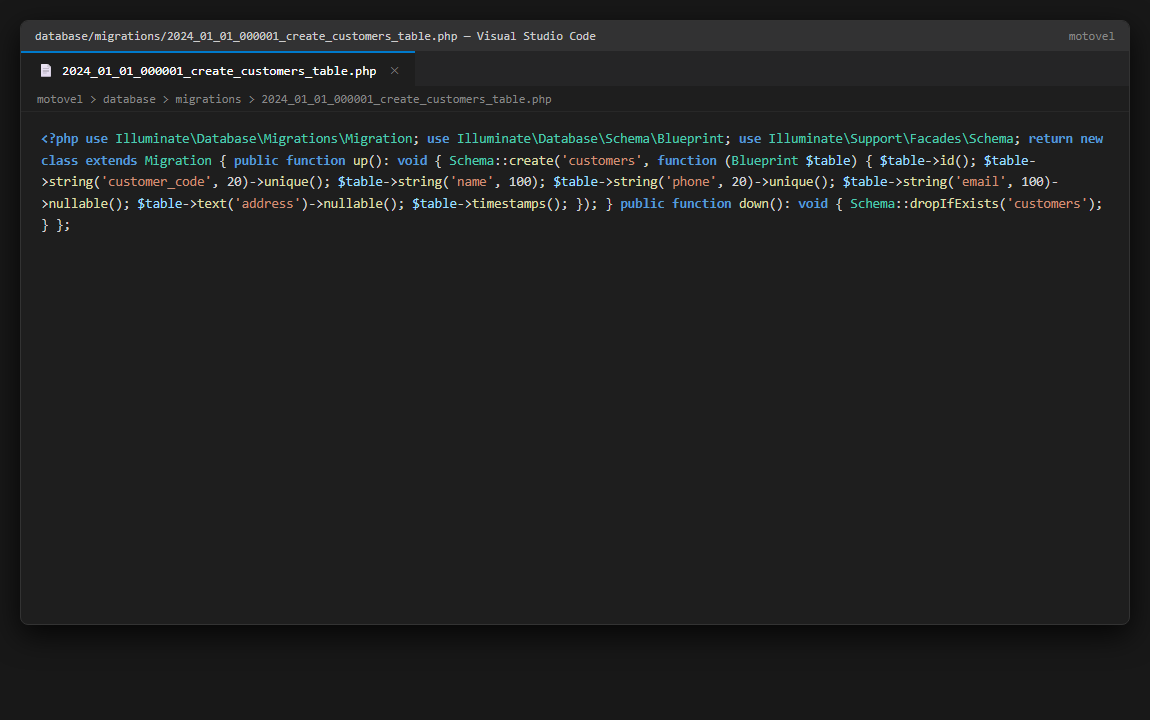 database/migrations/2024_01_01_000001_create_customers_table.php — Visual Studio Code
motovel
2024_01_01_000001_create_customers_table.php ×
motovel > database > migrations > 2024_01_01_000001_create_customers_table.php
<?php use Illuminate\Database\Migrations\Migration; use Illuminate\Database\Schema\Blueprint; use Illuminate\Support\Facades\Schema; return new
class extends Migration { public function up(): void { Schema::create('customers', function (Blueprint $table) { $table->id(); $table-
>string('customer_code', 20)->unique(); $table->string('name', 100); $table->string('phone', 20)->unique(); $table->string('email', 100)-
>nullable(); $table->text('address')->nullable(); $table->timestamps(); }); } public function down(): void { Schema::dropIfExists('customers');
} };